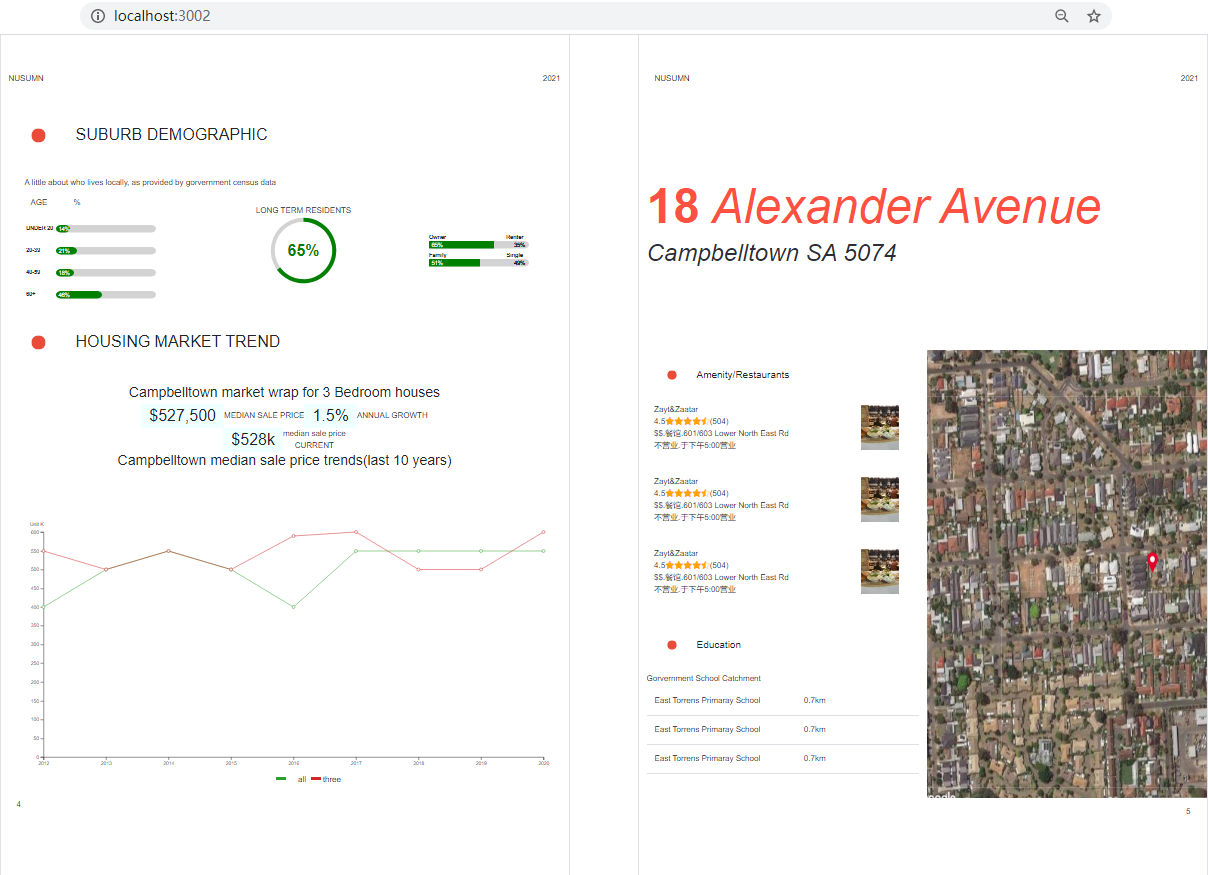 localhost:3002
NUSUMN 2021
SUBURB DEMOGRAPHIC
A little about who lives locally, as provided by gorvernment census data
AGE %
UNDER 20 14%
20-39 21%
40-59 18%
60+ 46%
LONG TERM RESIDENTS
65%
Owner Renter
65% 35%
Family Single
51% 49%
HOUSING MARKET TREND
Campbelltown market wrap for 3 Bedroom houses
$527,500 MEDIAN SALE PRICE 1.5% ANNUAL GROWTH
$528k median sale price
CURRENT
Campbelltown median sale price trends(last 10 years)
Unit K
600
550
500
450
400
350
300
250
200
150
100
50
0
2012 2013 2014 2015 2016 2017 2018 2019 2020
all three
4
NUSUMN 2021
18 Alexander Avenue
Campbelltown SA 5074
Amenity/Restaurants
Zayt&Zaatar
4.5 (504)
$$.餐馆.601/603 Lower North East Rd
不营业.于下午5:00营业
Zayt&Zaatar
4.5 (504)
$$.餐馆.601/603 Lower North East Rd
不营业.于下午5:00营业
Zayt&Zaatar
4.5 (504)
$$.餐馆.601/603 Lower North East Rd
不营业.于下午5:00营业
Education
Gorvernment School Catchment
East Torrens Primaray School 0.7km
East Torrens Primaray School 0.7km
East Torrens Primaray School 0.7km
5